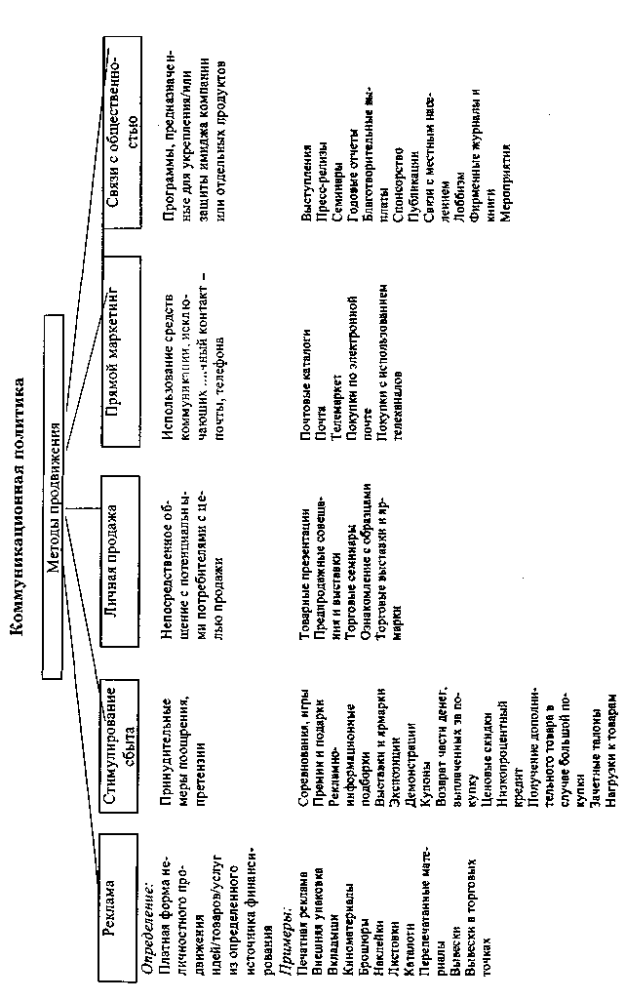 Коммуникационная политика
Методы продвижения
Реклама
Стимулирование
сбыта
Личная продажа
Прямой маркетинг
Связи с общественно-
стью
Определение:
Платная форма не-
личностного про-
движения
идей/товаров/услуг
из определенного
источника финанси-
рования
Принудительные
меры поощрения,
претензии
Непосредственное об-
щение с потенциальны-
ми потребителями с це-
лью продажи
Использование средств
коммуникации, исклю-
чающих ....чный контакт –
почты, телефона
Программы, предназначен-
ные для укрепления/или
защиты имиджа компании
или отдельных продуктов
Примеры:
Печатная реклама
Внешняя упаковка
Вкладыши
Киноматериалы
Брошюры
Наклейки
Листовки
Каталоги
Перепечатанные мате-
риалы
Вывески
Вывески в торговых
точках
Соревнования, игры
Премии и подарки
Рекламно-
информационные
подборки
Выставки и ярмарки
Экспозиции
Демонстрации
Купоны
Возврат части денег,
выплаченных за по-
купку
Ценовые скидки
Низкопроцентный
кредит
Получение дополни-
тельного товара в
случае большой по-
купки
Зачетные талоны
Нагрузки к товарам
Товарные презентации
Предпродажные совеща-
ния и выставки
Торговые семинары
Ознакомление с образцами
Торговые выставки и яр-
марки
Почтовые каталоги
Почта
Телемаркет
Покупки по электронной
почте
Покупки с использованием
телеканалов
Выступления
Пресс-релизы
Семинары
Годовые отчеты
Благотворительные вы-
платы
Спонсорство
Публикации
Связи с местным насе-
лением
Лоббизм
Фирменные журналы и
книги
Мероприятия